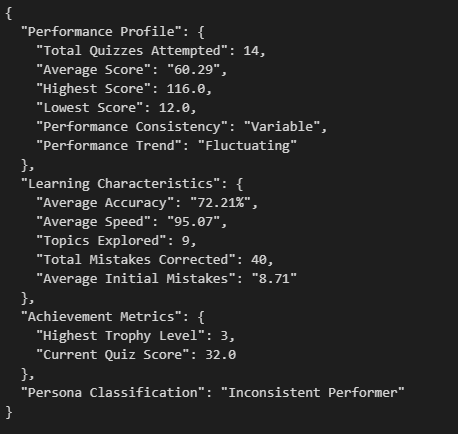 {
  "Performance Profile": {
    "Total Quizzes Attempted": 14,
    "Average Score": "60.29",
    "Highest Score": 116.0,
    "Lowest Score": 12.0,
    "Performance Consistency": "Variable",
    "Performance Trend": "Fluctuating"
  },
  "Learning Characteristics": {
    "Average Accuracy": "72.21%",
    "Average Speed": "95.07",
    "Topics Explored": 9,
    "Total Mistakes Corrected": 40,
    "Average Initial Mistakes": "8.71"
  },
  "Achievement Metrics": {
    "Highest Trophy Level": 3,
    "Current Quiz Score": 32.0
  },
  "Persona Classification": "Inconsistent Performer"
}